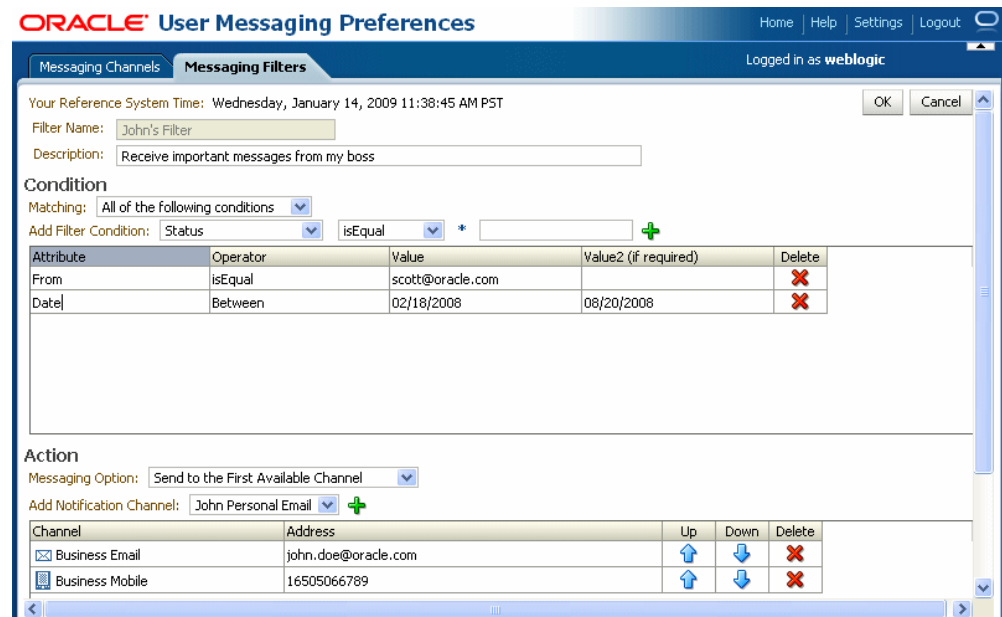 ORACLE User Messaging Preferences
Home | Help | Settings | Logout
Messaging Channels Messaging Filters
Logged in as weblogic
Your Reference System Time: Wednesday, January 14, 2009 11:38:45 AM PST
OK Cancel
Filter Name: John's Filter
Description: Receive important messages from my boss
Condition
Matching: All of the following conditions
Add Filter Condition: Status isEqual *
Attribute Operator Value Value2 (if required) Delete
From isEqual scott@oracle.com
Date Between 02/18/2008 08/20/2008
Action
Messaging Option: Send to the First Available Channel
Add Notification Channel: John Personal Email
Channel Address Up Down Delete
Business Email john.doe@oracle.com
Business Mobile 16505066789